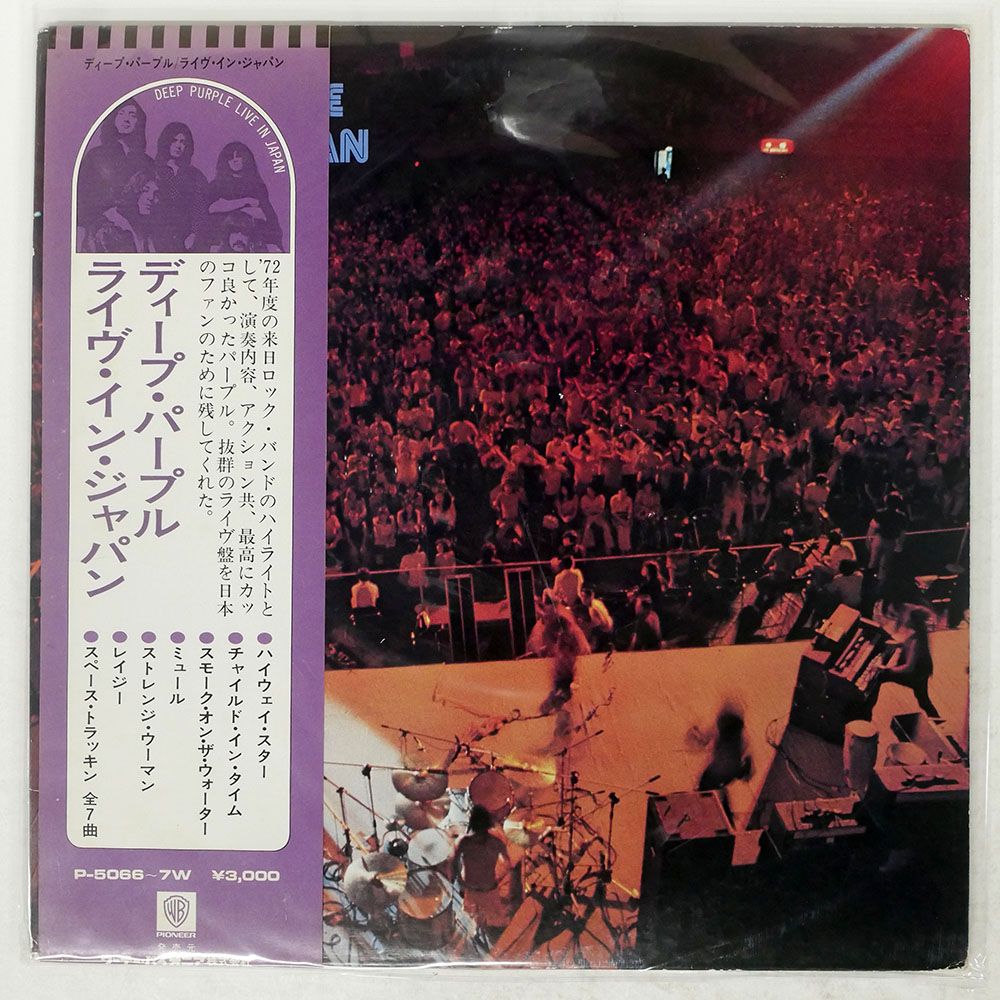 ディープ・パープル/ライヴ・イン・ジャパン
DEEP PURPLE LIVE IN JAPAN
E
AN
'72年度の来日ロック・バンドのハイライトと
して、演奏内容、アクション共、最高にカッ
コ良かったパープル。抜群のライヴ盤を日本
のファンのために残してくれた。
ディープ・パープル
ライヴ・イン・ジャパン
●ハイウェイ・スター
●チャイルド・イン・タイム
●スモーク・オン・ザ・ウォーター
●ミュール
●ストレンジ・ウーマン
●レイジー
●スペース・トラッキン 全7曲
P-5066~7W ¥3,000
WB
PIONEER
発売元